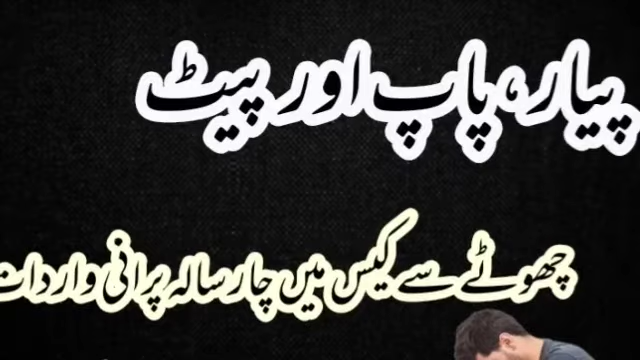 پیار، پاپ اور پیٹ
چھوٹے سے کیس میں چار سالہ پرانی واردات